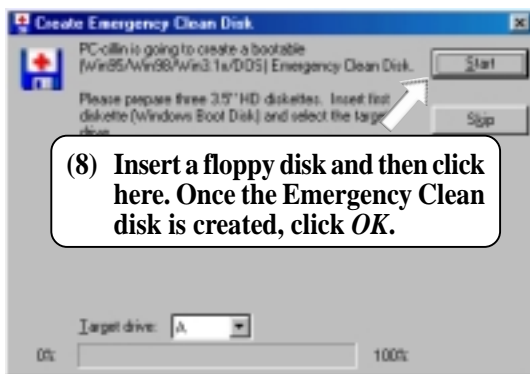 Create Emergency Clean Disk
PC-cillin is going to create a bootable
(Win95/Win98/Win3.1x/DOS) Emergency Clean Disk.
Start
Please prepare three 3.5" HD diskettes. Insert first
diskette (Windows Boot Disk) and select the target
drive.
Skip
(8) Insert a floppy disk and then click
here. Once the Emergency Clean
disk is created, click OK.
Target drive: A:
0% 100%